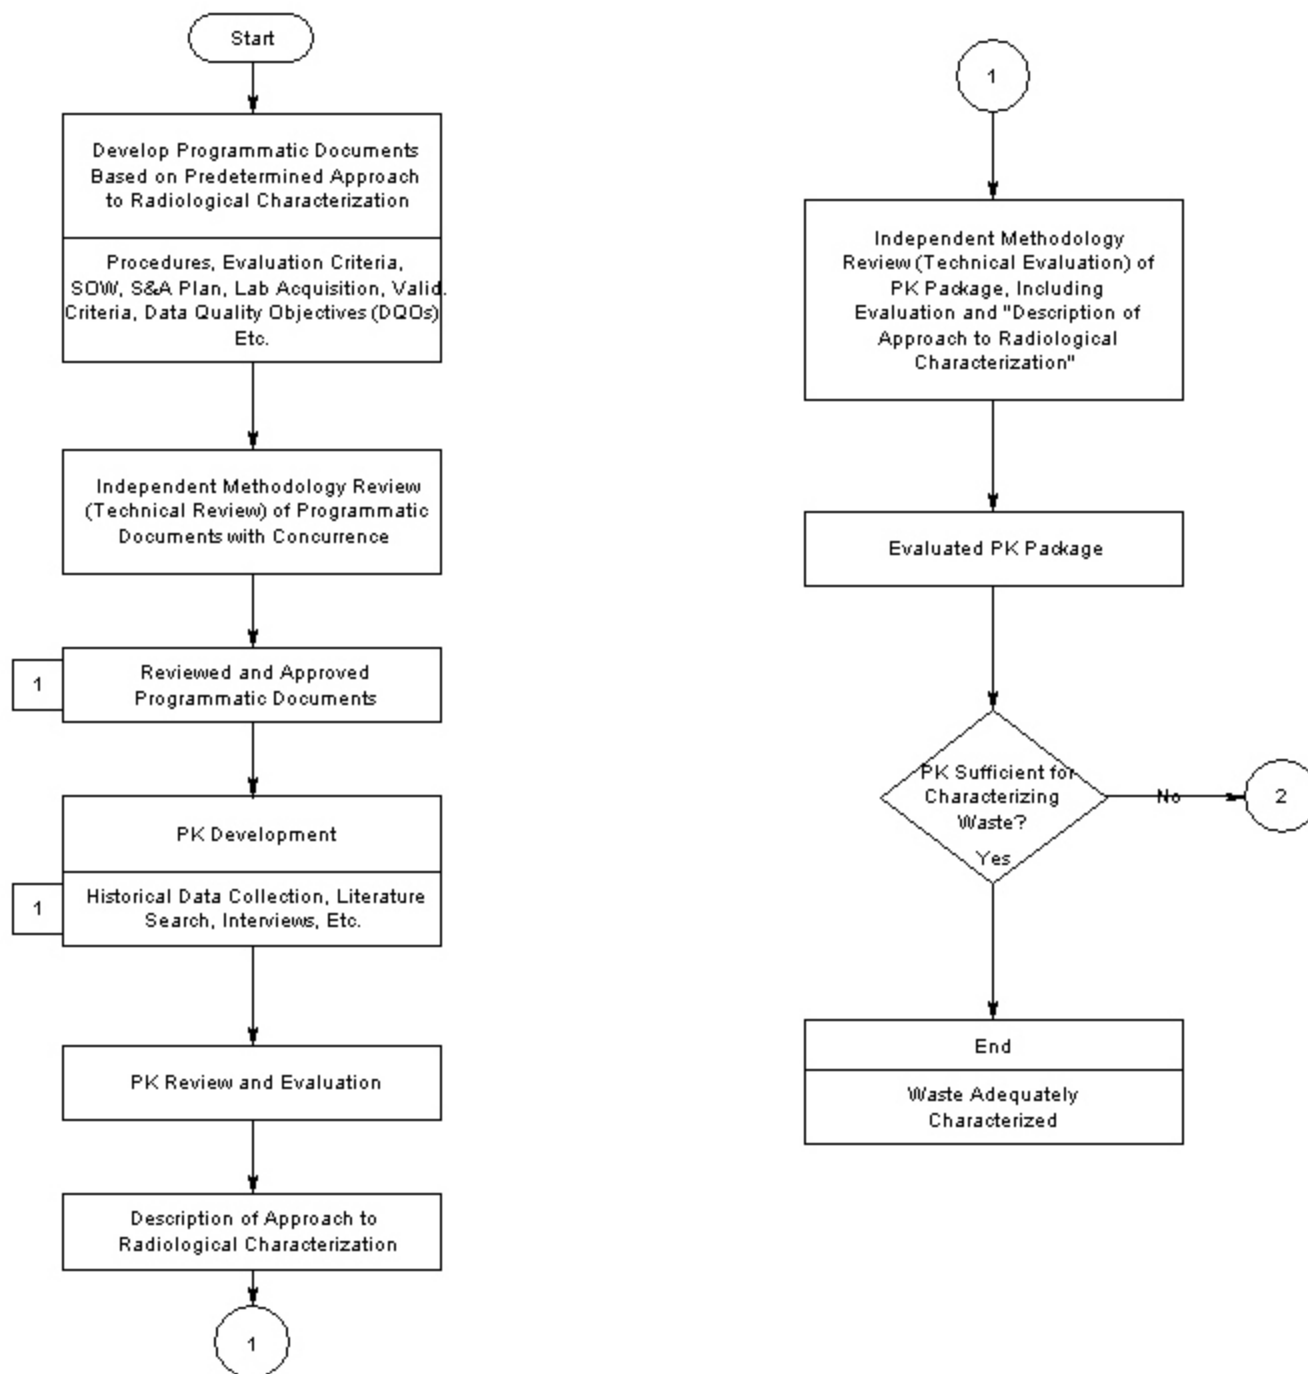 Start
Develop Programmatic Documents
Based on Predetermined Approach
to Radiological Characterization
Procedures, Evaluation Criteria,
SOW, S&A Plan, Lab Acquisition, Valid.
Criteria, Data Quality Objectives (DQOs)
Etc.
Independent Methodology Review
(Technical Review) of Programmatic
Documents with Concurrence
1
Reviewed and Approved
Programmatic Documents
PK Development
1
Historical Data Collection, Literature
Search, Interviews, Etc.
PK Review and Evaluation
Description of Approach to
Radiological Characterization
1
1
Independent Methodology
Review (Technical Evaluation) of
PK Package, Including
Evaluation and "Description of
Approach to Radiological
Characterization"
Evaluated PK Package
PK Sufficient for
Characterizing
Waste?
No
2
Yes
End
Waste Adequately
Characterized